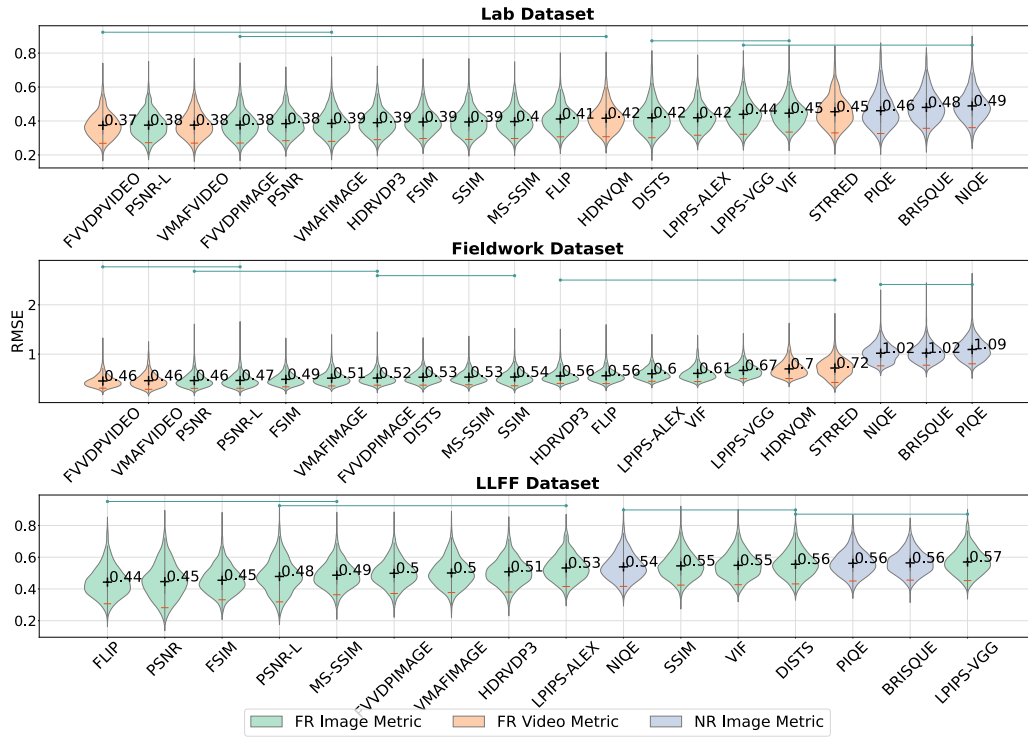 Lab Dataset
0.8
0.6
0.4
0.2
0.37 0.38 0.38 0.38 0.38 0.39 0.39 0.39 0.39 0.4 0.41 0.42 0.42 0.42 0.44 0.45 0.45 0.46 0.48 0.49
FVVDPVIDEO PSNR-L VMAFVIDEO FVVDPIMAGE PSNR VMAFIMAGE HDRVDP3 FSIM SSIM MS-SSIM FLIP HDRVQM DISTS LPIPS-ALEX LPIPS-VGG VIF STRRED PIQE BRISQUE NIQE
Fieldwork Dataset
RMSE
2
1
0.46 0.46 0.46 0.47 0.49 0.51 0.52 0.53 0.53 0.54 0.56 0.56 0.6 0.61 0.67 0.7 0.72 1.02 1.02 1.09
FVVDPVIDEO VMAFVIDEO PSNR PSNR-L FSIM VMAFIMAGE FVVDPIMAGE DISTS MS-SSIM SSIM HDRVDP3 FLIP LPIPS-ALEX VIF LPIPS-VGG HDRVQM STRRED NIQE BRISQUE PIQE
LLFF Dataset
0.8
0.6
0.4
0.2
0.44 0.45 0.45 0.48 0.49 0.5 0.5 0.51 0.53 0.54 0.55 0.55 0.56 0.56 0.56 0.57
FLIP PSNR FSIM PSNR-L MS-SSIM FVVDPIMAGE VMAFIMAGE HDRVDP3 LPIPS-ALEX NIQE SSIM VIF DISTS PIQE BRISQUE LPIPS-VGG
FR Image Metric FR Video Metric NR Image Metric